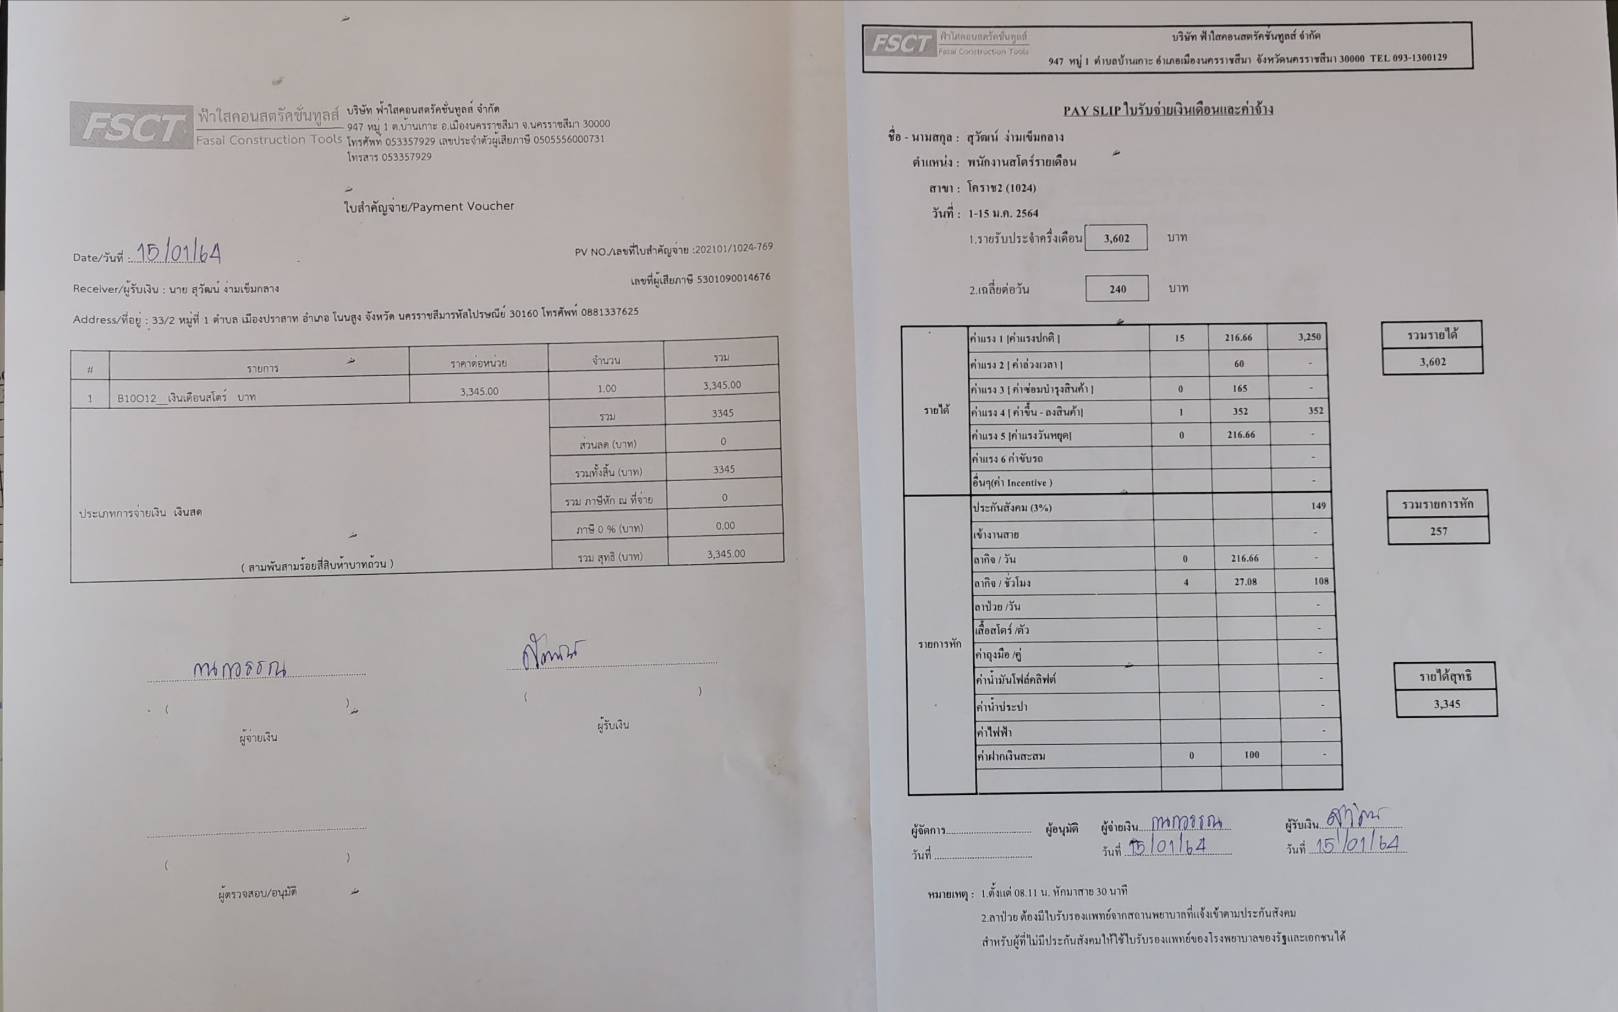 FSCT
ฟ้าใสคอนสตรัคชั่นทูลส์
Fasai Construction Tools
บริษัท ฟ้าใสคอนสตรัคชั่นทูลส์ จำกัด
947 หมู่ 1 ต.บ้านเกาะ อ.เมืองนครราชสีมา จ.นครราชสีมา 30000
โทรศัพท์ 053357929 เลขประจำตัวผู้เสียภาษี 0505556000731
โทรสาร 053357929
ใบสำคัญจ่าย/Payment Voucher
Date/วันที่ : 15/01/64
PV NO./เลขที่ใบสำคัญจ่าย :202101/1024-769
Receiver/ผู้รับเงิน : นาย สุวัฒน์ ง่ามเข็มกลาง
เลขที่ผู้เสียภาษี 5301090014676
Address/ที่อยู่ : 33/2 หมู่ที่ 1 ตำบล เมืองปราสาท อำเภอ โนนสูง จังหวัด นครราชสีมารหัสไปรษณีย์ 30160 โทรศัพท์ 0881337625
# รายการ ราคาต่อหน่วย จำนวน รวม
1 B10012__เงินเดือนสโตร์ บาท 3,345.00 1.00 3,345.00
รวม 3345
ส่วนลด (บาท) 0
รวมทั้งสิ้น (บาท) 3345
รวม ภาษีหัก ณ ที่จ่าย 0
ประเภทการจ่ายเงิน เงินสด
ภาษี 0 % (บาท) 0.00
( สามพันสามร้อยสี่สิบห้าบาทถ้วน )
รวม สุทธิ (บาท) 3,345.00
กนกวรรณ
สุวัฒน์
( )
( )
ผู้จ่ายเงิน
ผู้รับเงิน
( )
ผู้ตรวจสอบ/อนุมัติ
FSCT
ฟ้าใสคอนสตรัคชั่นทูลส์
Fasai Construction Tools
บริษัท ฟ้าใสคอนสตรัคชั่นทูลส์ จำกัด
947 หมู่ 1 ตำบลบ้านเกาะ อำเภอเมืองนครราชสีมา จังหวัดนครราชสีมา 30000 TEL 093-1300129
PAY SLIP ใบรับจ่ายเงินเดือนและค่าจ้าง
ชื่อ - นามสกุล : สุวัฒน์ ง่ามเข็มกลาง
ตำแหน่ง : พนักงานสโตร์รายเดือน
สาขา : โคราช2 (1024)
วันที่ : 1-15 ม.ค. 2564
1.รายรับประจำครึ่งเดือน 3,602 บาท
2.เฉลี่ยต่อวัน 240 บาท
รายได้
ค่าแรง 1 [ค่าแรงปกติ ] 15 216.66 3,250
ค่าแรง 2 [ ค่าล่วงเวลา ] 60 -
ค่าแรง 3 [ ค่าซ่อมบำรุงสินค้า ] 0 165 -
ค่าแรง 4 [ ค่าขึ้น - ลงสินค้า] 1 352 352
ค่าแรง 5 [ค่าแรงวันหยุด] 0 216.66 -
ค่าแรง 6 ค่าขับรถ -
อื่นๆ(ค่า Incentive ) -
รวมรายได้
3,602
รายการหัก
ประกันสังคม (3%) 149
เข้างานสาย -
ลากิจ / วัน 0 216.66 -
ลากิจ / ชั่วโมง 4 27.08 108
ลาป่วย /วัน -
เสื้อสโตร์ /ตัว -
ค่าถุงมือ /คู่ -
ค่าน้ำมันโฟล์คลิฟต์ -
ค่าน้ำประปา -
ค่าไฟฟ้า -
ค่าฝากเงินสะสม 0 100 -
รวมรายการหัก
257
รายได้สุทธิ
3,345
ผู้จัดการ ผู้อนุมัติ ผู้จ่ายเงิน กนกวรรณ ผู้รับเงิน สุวัฒน์
วันที่ วันที่ 15/01/64 วันที่ 15/01/64
หมายเหตุ : 1.ตั้งแต่ 08.11 น. หักมาสาย 30 นาที
2.ลาป่วย ต้องมีใบรับรองแพทย์จากสถานพยาบาลที่แจ้งเข้าตามประกันสังคม
สำหรับผู้ที่ไม่มีประกันสังคมให้ใช้ใบรับรองแพทย์ของโรงพยาบาลของรัฐและเอกชนได้